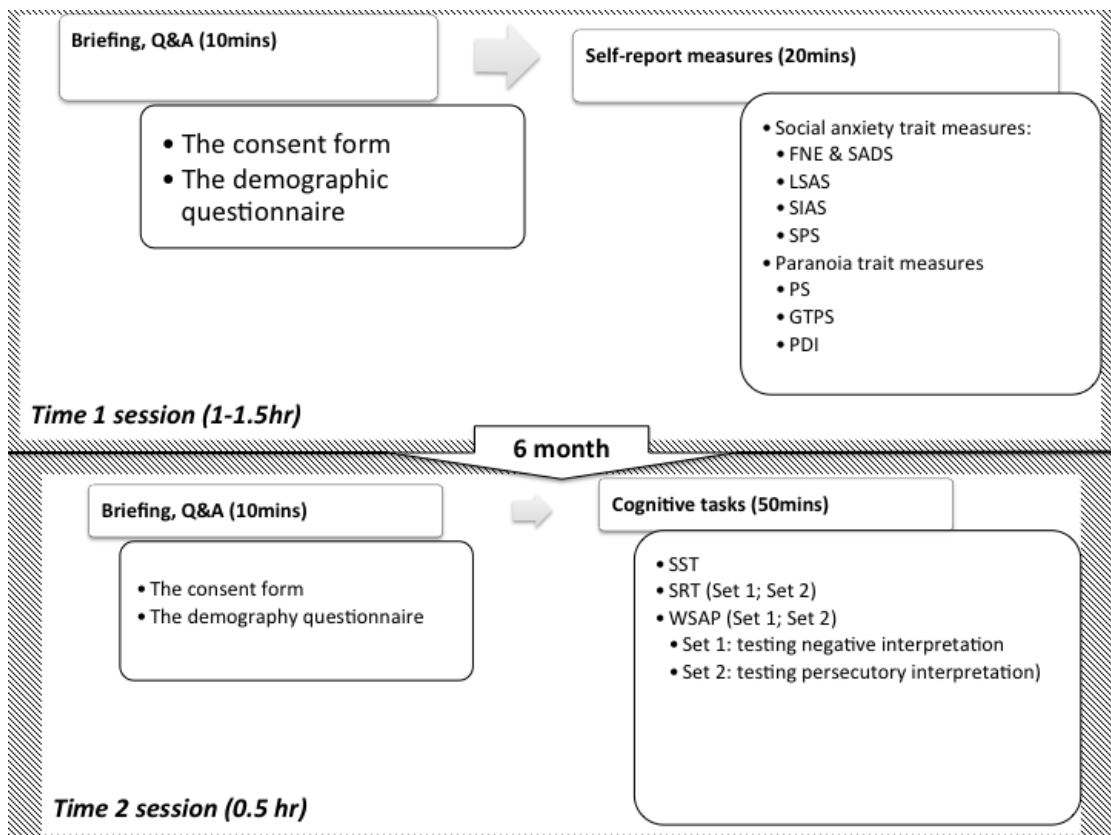 Briefing, Q&A (10mins)
Self-report measures (20mins)
• The consent form
• The demographic
questionnaire
• Social anxiety trait measures:
• FNE & SADS
• LSAS
• SIAS
• SPS
• Paranoia trait measures
• PS
• GTPS
• PDI
Time 1 session (1-1.5hr)
6 month
Briefing, Q&A (10mins)
Cognitive tasks (50mins)
• The consent form
• The demography questionnaire
• SST
• SRT (Set 1; Set 2)
• WSAP (Set 1; Set 2)
• Set 1: testing negative interpretation
• Set 2: testing persecutory interpretation)
Time 2 session (0.5 hr)